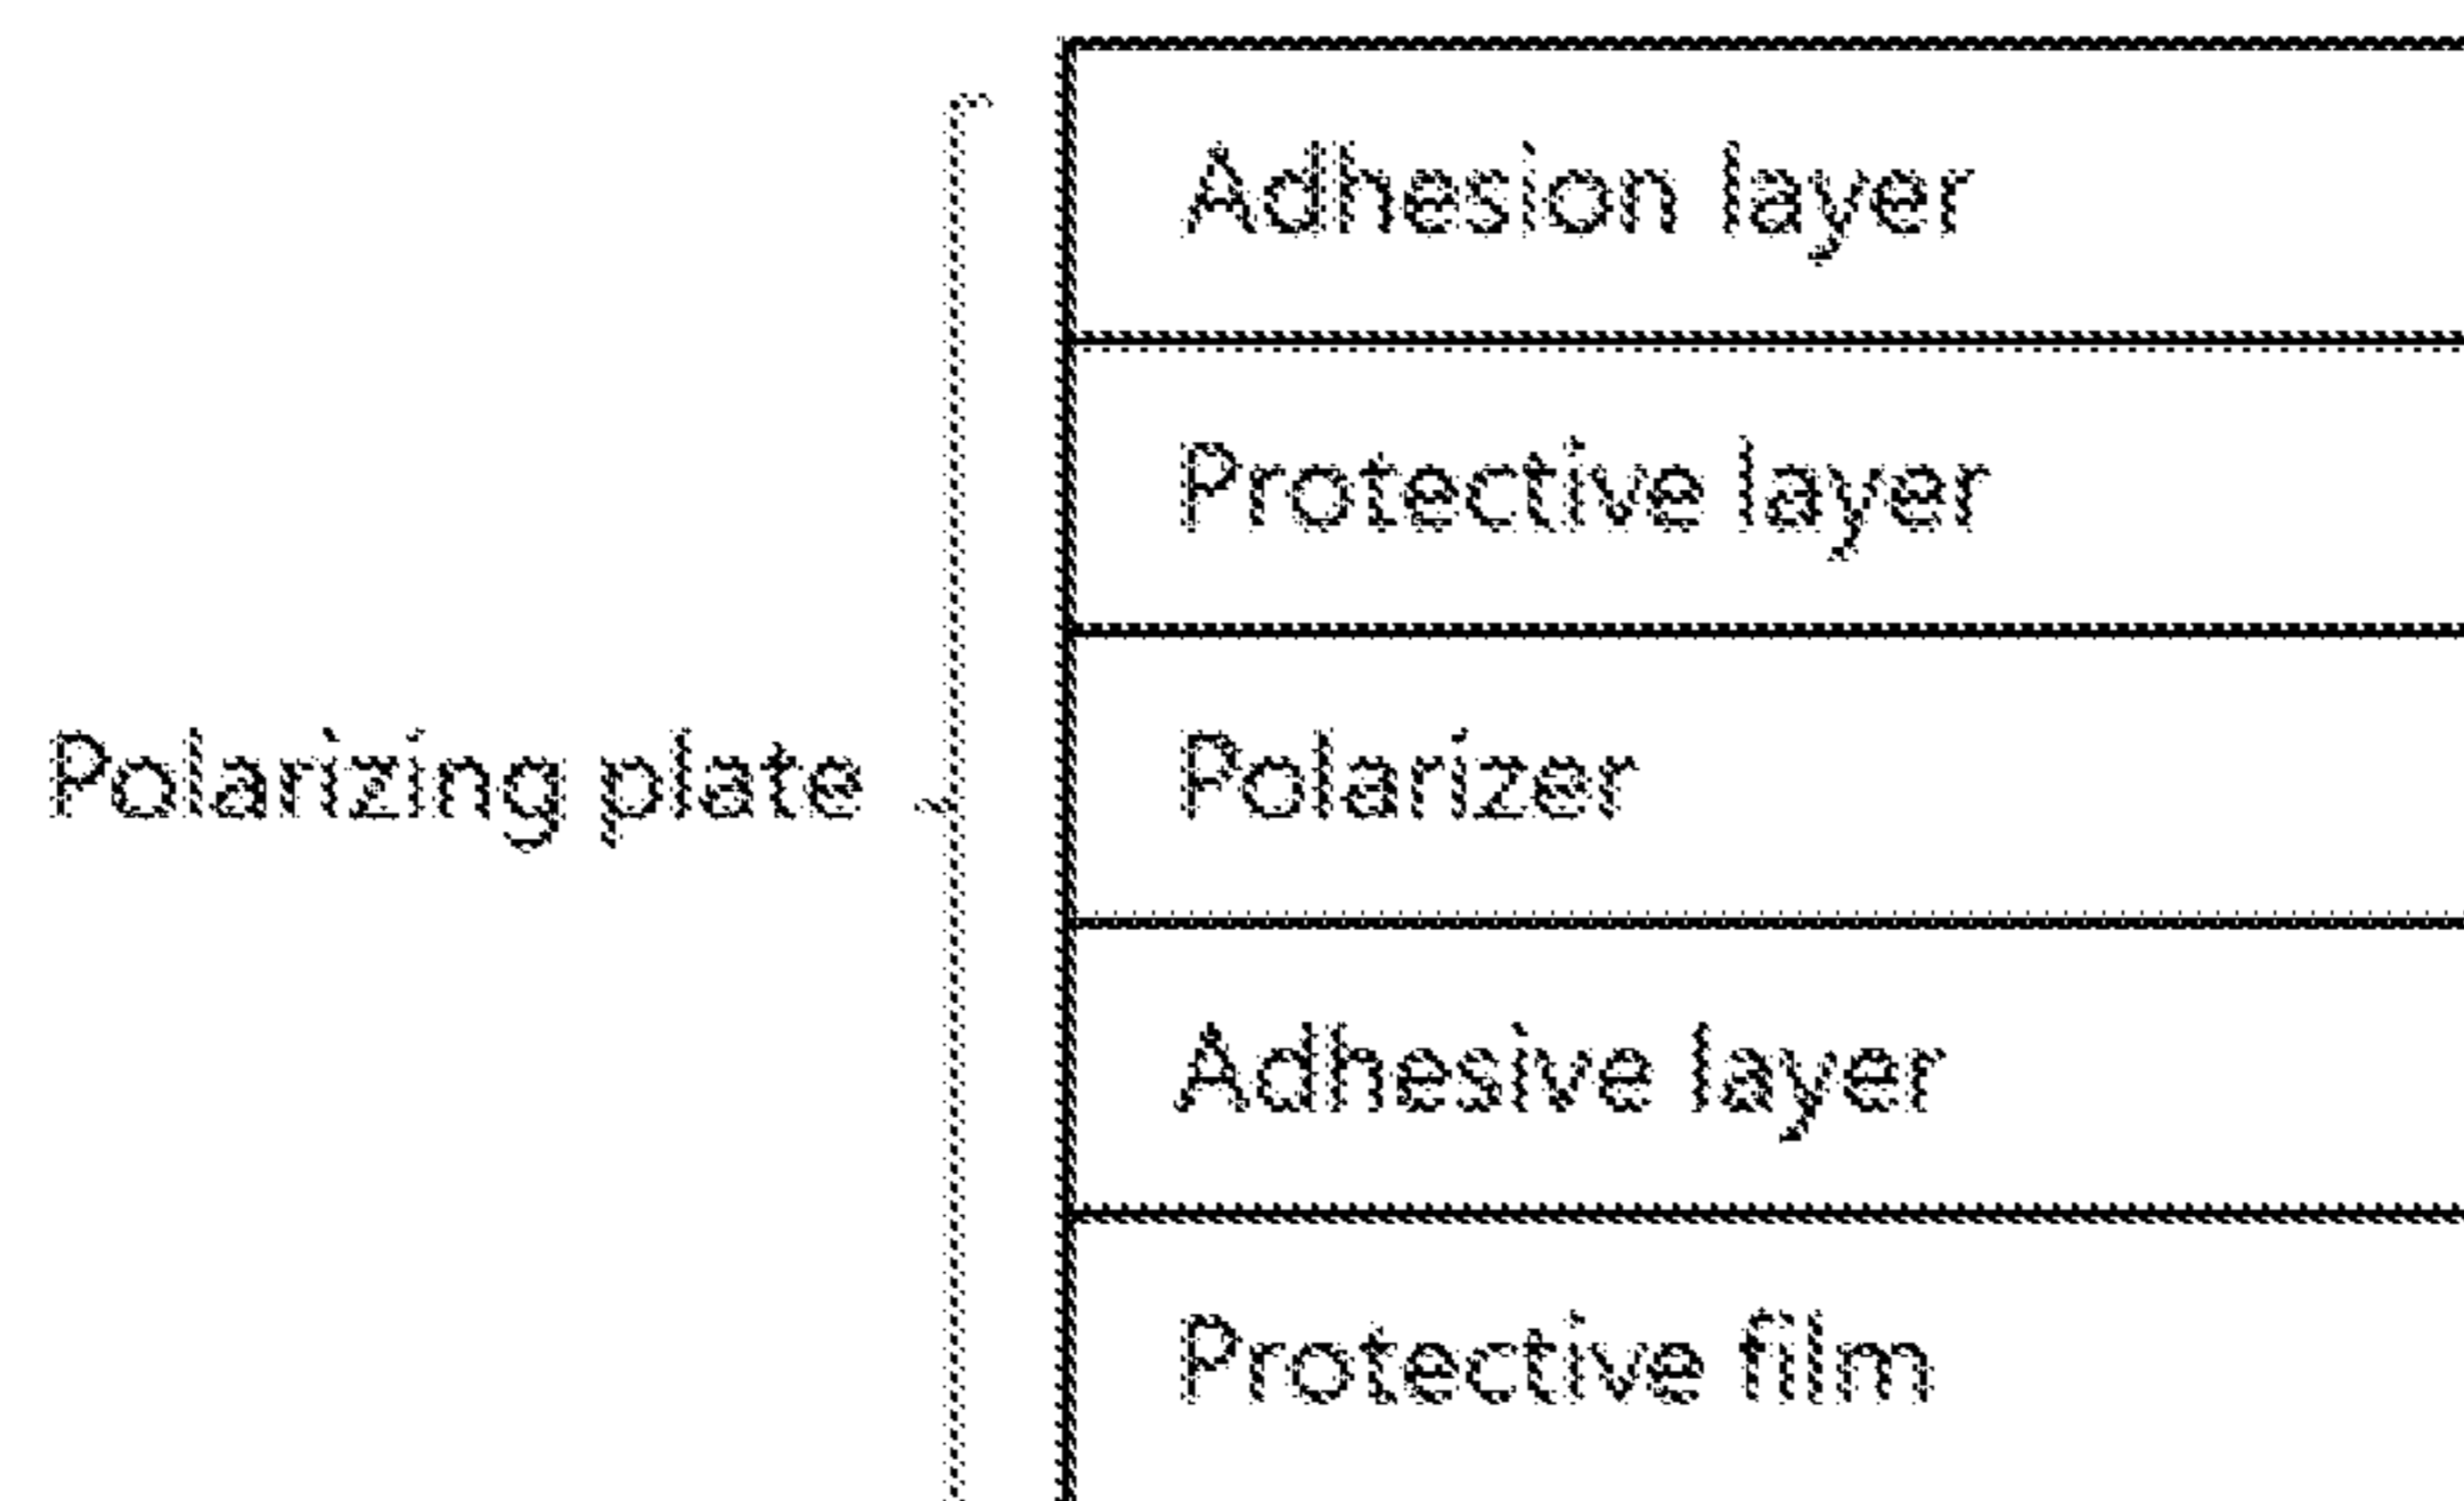 Adhesion layer
Protective layer
Polarizing plate
Polarizer
Adhesive layer
Protective film